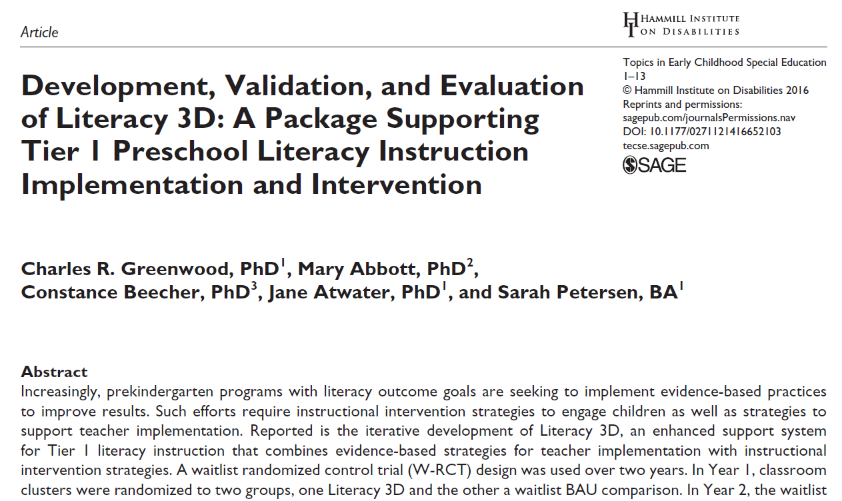 Article
HAMMILL INSTITUTE
ON DISABILITIES
Topics in Early Childhood Special Education
1–13
© Hammill Institute on Disabilities 2016
Reprints and permissions:
sagepub.com/journalsPermissions.nav
DOI: 10.1177/0271121416652103
tecse.sagepub.com
SAGE
Development, Validation, and Evaluation
of Literacy 3D: A Package Supporting
Tier 1 Preschool Literacy Instruction
Implementation and Intervention
Charles R. Greenwood, PhD1, Mary Abbott, PhD2,
Constance Beecher, PhD3, Jane Atwater, PhD1, and Sarah Petersen, BA1
Abstract
Increasingly, prekindergarten programs with literacy outcome goals are seeking to implement evidence-based practices
to improve results. Such efforts require instructional intervention strategies to engage children as well as strategies to
support teacher implementation. Reported is the iterative development of Literacy 3D, an enhanced support system
for Tier 1 literacy instruction that combines evidence-based strategies for teacher implementation with instructional
intervention strategies. A waitlist randomized control trial (W-RCT) design was used over two years. In Year 1, classroom
clusters were randomized to two groups, one Literacy 3D and the other a waitlist BAU comparison. In Year 2, the waitlist